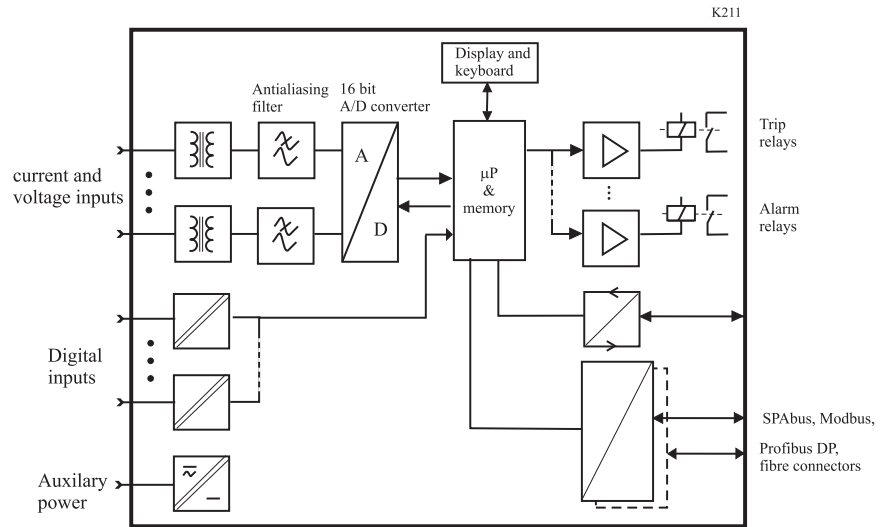 K211
Display and
keyboard
Antialiasing
filter
16 bit
A/D converter
A
D
µP
&
memory
Trip
relays
current and
voltage inputs
Alarm
relays
Digital
inputs
SPAbus, Modbus,
Profibus DP,
fibre connectors
Auxilary
power